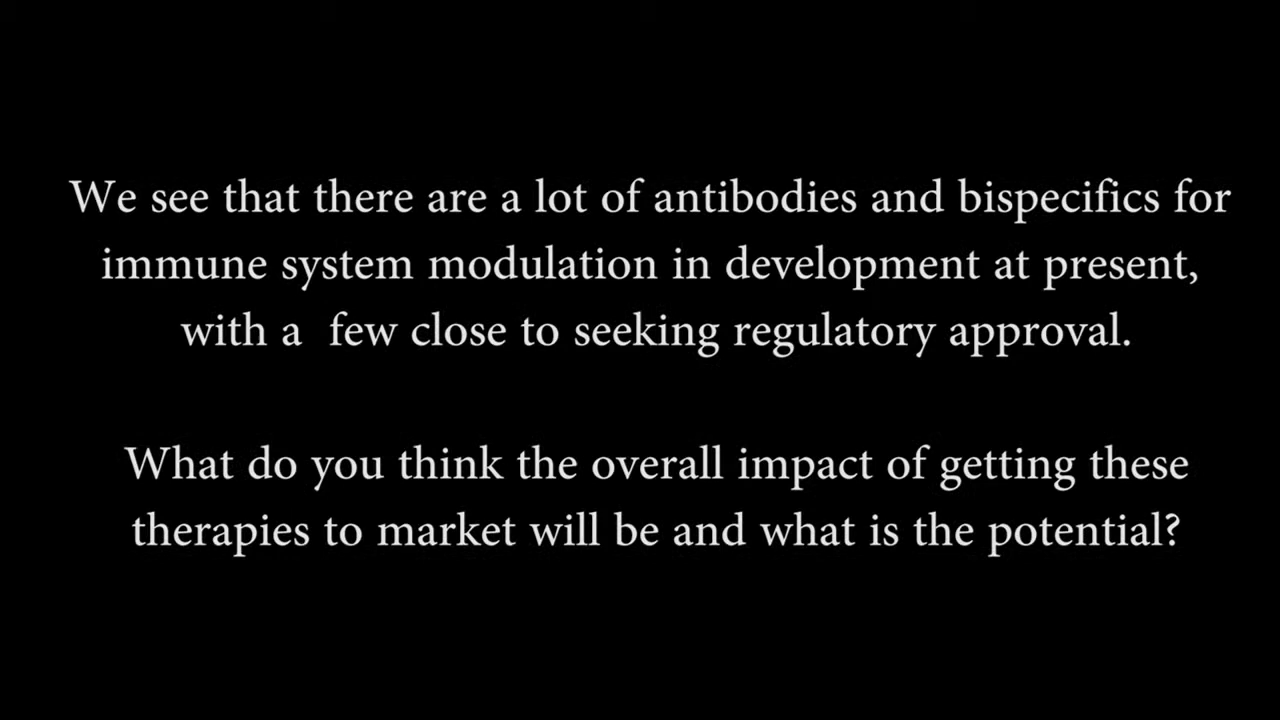 We see that there are a lot of antibodies and bispecifics for
immune system modulation in development at present,
with a  few close to seeking regulatory approval.
What do you think the overall impact of getting these
therapies to market will be and what is the potential?